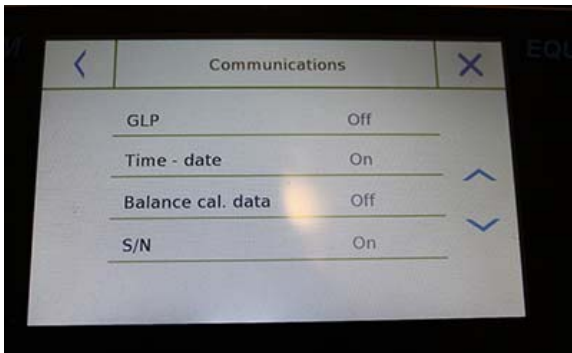 Communications
GLP Off
Time - date On
Balance cal. data Off
S/N On